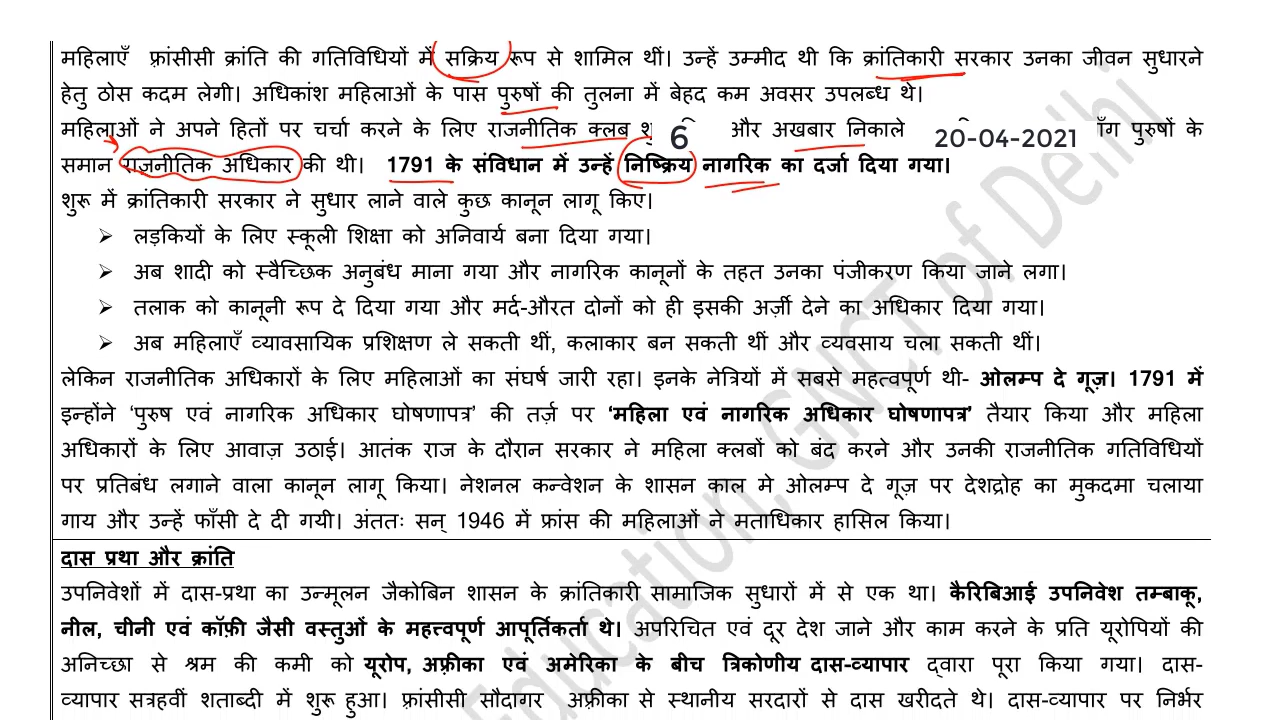 महिलाएँ फ़्रांसीसी क्रांति की गतिविधियों में सक्रिय रूप से शामिल थीं। उन्हें उम्मीद थी कि क्रांतिकारी सरकार उनका जीवन सुधारने
हेतु ठोस कदम लेगी। अधिकांश महिलाओं के पास पुरुषों की तुलना में बेहद कम अवसर उपलब्ध थे।
महिलाओं ने अपने हितों पर चर्चा करने के लिए राजनीतिक क्लब 6 और अखबार निकाले 20-04-2021 पुरुषों के
समान राजनीतिक अधिकार की थी। 1791 के संविधान में उन्हें निष्क्रिय नागरिक का दर्जा दिया गया।
शुरू में क्रांतिकारी सरकार ने सुधार लाने वाले कुछ कानून लागू किए।
➢ लड़कियों के लिए स्कूली शिक्षा को अनिवार्य बना दिया गया।
➢ अब शादी को स्वैच्छिक अनुबंध माना गया और नागरिक कानूनों के तहत उनका पंजीकरण किया जाने लगा।
➢ तलाक को कानूनी रूप दे दिया गया और मर्द-औरत दोनों को ही इसकी अर्ज़ी देने का अधिकार दिया गया।
➢ अब महिलाएँ व्यावसायिक प्रशिक्षण ले सकती थीं, कलाकार बन सकती थीं और व्यवसाय चला सकती थीं।
लेकिन राजनीतिक अधिकारों के लिए महिलाओं का संघर्ष जारी रहा। इनके नेत्रियों में सबसे महत्वपूर्ण थी- ओलम्प दे गूज़। 1791 में
इन्होंने ‘पुरुष एवं नागरिक अधिकार घोषणापत्र’ की तर्ज़ पर ‘महिला एवं नागरिक अधिकार घोषणापत्र’ तैयार किया और महिला
अधिकारों के लिए आवाज़ उठाई। आतंक राज के दौरान सरकार ने महिला क्लबों को बंद करने और उनकी राजनीतिक गतिविधियों
पर प्रतिबंध लगाने वाला कानून लागू किया। नेशनल कन्वेशन के शासन काल मे ओलम्प दे गूज़ पर देशद्रोह का मुकदमा चलाया
गाय और उन्हें फाँसी दे दी गयी। अंततः सन् 1946 में फ्रांस की महिलाओं ने मताधिकार हासिल किया।
दास प्रथा और क्रांति
उपनिवेशों में दास-प्रथा का उन्मूलन जैकोबिन शासन के क्रांतिकारी सामाजिक सुधारों में से एक था। कैरिबिआई उपनिवेश तम्बाकू,
नील, चीनी एवं कॉफ़ी जैसी वस्तुओं के महत्त्वपूर्ण आपूर्तिकर्ता थे। अपरिचित एवं दूर देश जाने और काम करने के प्रति यूरोपियों की
अनिच्छा से श्रम की कमी को यूरोप, अफ़्रीका एवं अमेरिका के बीच त्रिकोणीय दास-व्यापार द्वारा पूरा किया गया। दास-
व्यापार सत्रहवीं शताब्दी में शुरू हुआ। फ्रांसीसी सौदागर अफ़्रीका से स्थानीय सरदारों से दास खरीदते थे। दास-व्यापार पर निर्भर
Education, GNCT of Delhi